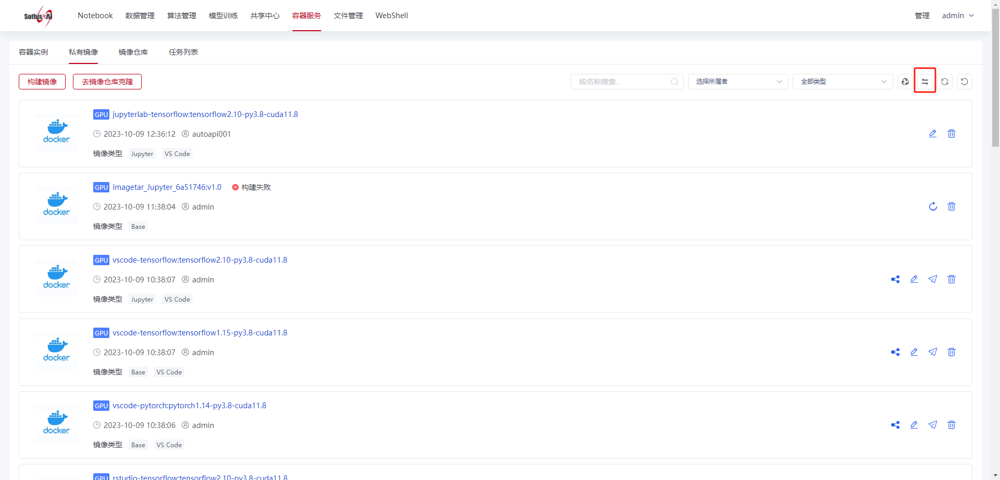 SothisAI Notebook 数据管理 算法管理 模型训练 共享中心 容器服务 文件管理 WebShell 管理 admin
容器实例 私有镜像 镜像仓库 任务列表
构建镜像 去镜像仓库克隆 按名称搜索... 选择所属者 全部类型
GPU jupyterlab-tensorflow:tensorflow2.10-py3.8-cuda11.8
2023-10-09 12:36:12 autoapi001
docker
镜像类型 Jupyter VS Code
GPU imagetar_Jupyter_6a51746:v1.0 构建失败
2023-10-09 11:38:04 admin
docker
镜像类型 Base
GPU vscode-tensorflow:tensorflow2.10-py3.8-cuda11.8
2023-10-09 10:38:07 admin
docker
镜像类型 Jupyter VS Code
GPU vscode-tensorflow:tensorflow1.15-py3.8-cuda11.8
2023-10-09 10:38:07 admin
docker
镜像类型 Base VS Code
GPU vscode-pytorch:pytorch1.14-py3.8-cuda11.8
2023-10-09 10:38:06 admin
docker
镜像类型 Base VS Code
GPU rstudio-tensorflow:tensorflow2.10-py3.8-cuda11.8